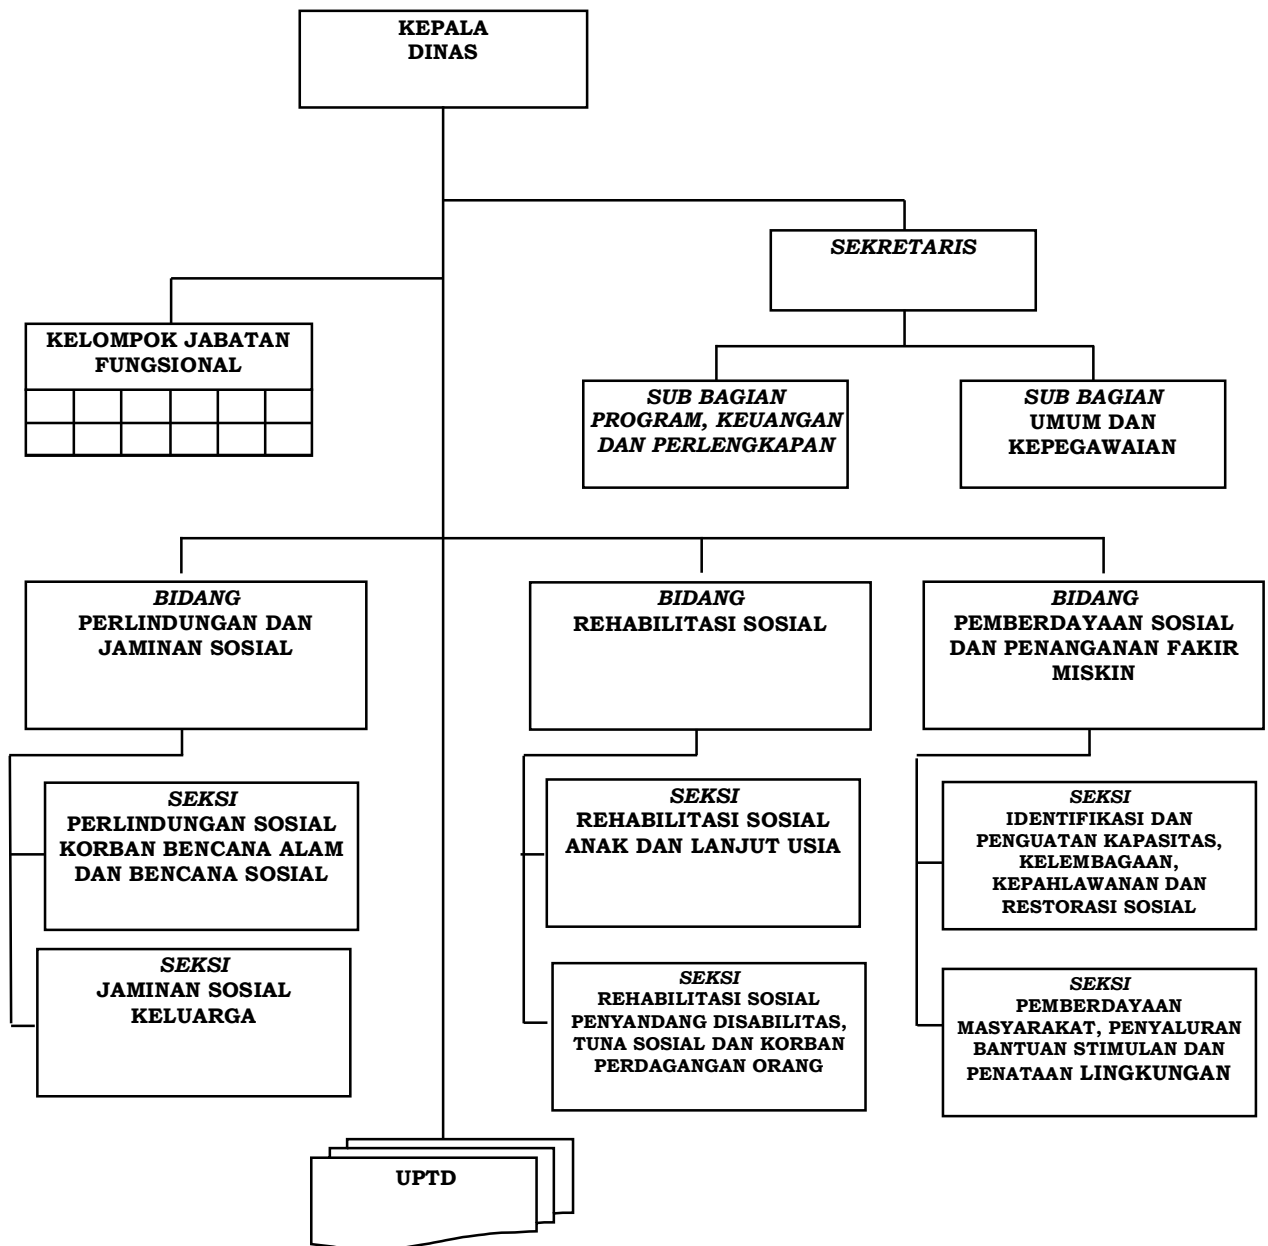 KEPALA
DINAS
SEKRETARIS
KELOMPOK JABATAN
FUNGSIONAL
SUB BAGIAN
PROGRAM, KEUANGAN
DAN PERLENGKAPAN
SUB BAGIAN
UMUM DAN
KEPEGAWAIAN
BIDANG
PERLINDUNGAN DAN
JAMINAN SOSIAL
BIDANG
REHABILITASI SOSIAL
BIDANG
PEMBERDAYAAN SOSIAL
DAN PENANGANAN FAKIR
MISKIN
SEKSI
PERLINDUNGAN SOSIAL
KORBAN BENCANA ALAM
DAN BENCANA SOSIAL
SEKSI
REHABILITASI SOSIAL
ANAK DAN LANJUT USIA
SEKSI
IDENTIFIKASI DAN
PENGUATAN KAPASITAS,
KELEMBAGAAN,
KEPAHLAWANAN DAN
RESTORASI SOSIAL
SEKSI
JAMINAN SOSIAL
KELUARGA
SEKSI
REHABILITASI SOSIAL
PENYANDANG DISABILITAS,
TUNA SOSIAL DAN KORBAN
PERDAGANGAN ORANG
SEKSI
PEMBERDAYAAN
MASYARAKAT, PENYALURAN
BANTUAN STIMULAN DAN
PENATAAN LINGKUNGAN
UPTD